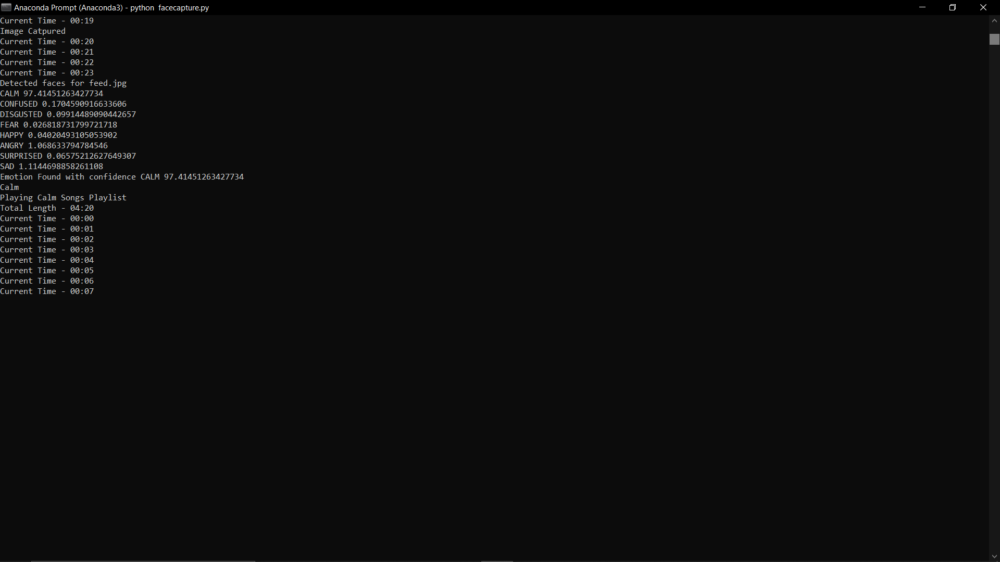 Anaconda Prompt (Anaconda3) - python  facecapture.py
Current Time - 00:19
Image Catpured
Current Time - 00:20
Current Time - 00:21
Current Time - 00:22
Current Time - 00:23
Detected faces for feed.jpg
CALM 97.41451263427734
CONFUSED 0.1704590916633606
DISGUSTED 0.09914489090442657
FEAR 0.026818731799721718
HAPPY 0.04020493105053902
ANGRY 1.068633794784546
SURPRISED 0.06575212627649307
SAD 1.1144698858261108
Emotion Found with confidence CALM 97.41451263427734
Calm
Playing Calm Songs Playlist
Total Length - 04:20
Current Time - 00:00
Current Time - 00:01
Current Time - 00:02
Current Time - 00:03
Current Time - 00:04
Current Time - 00:05
Current Time - 00:06
Current Time - 00:07